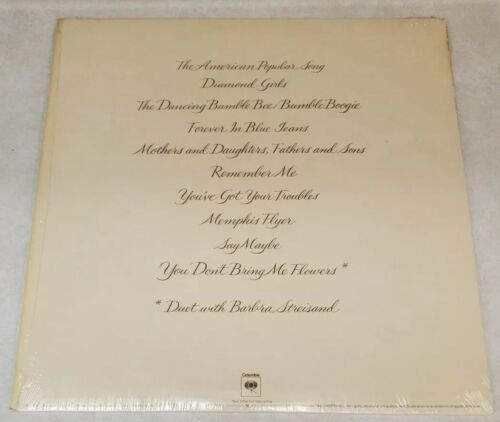 The American Popular Song
Diamond Girls
The Dancing Bumble Bee/Bumble Boogie
Forever In Blue Jeans
Mothers and Daughters, Fathers and Sons
Remember Me
You've Got Your Troubles
Memphis Flyer
Say Maybe
You Don't Bring Me Flowers *
* Duet with Barbra Streisand
Columbia